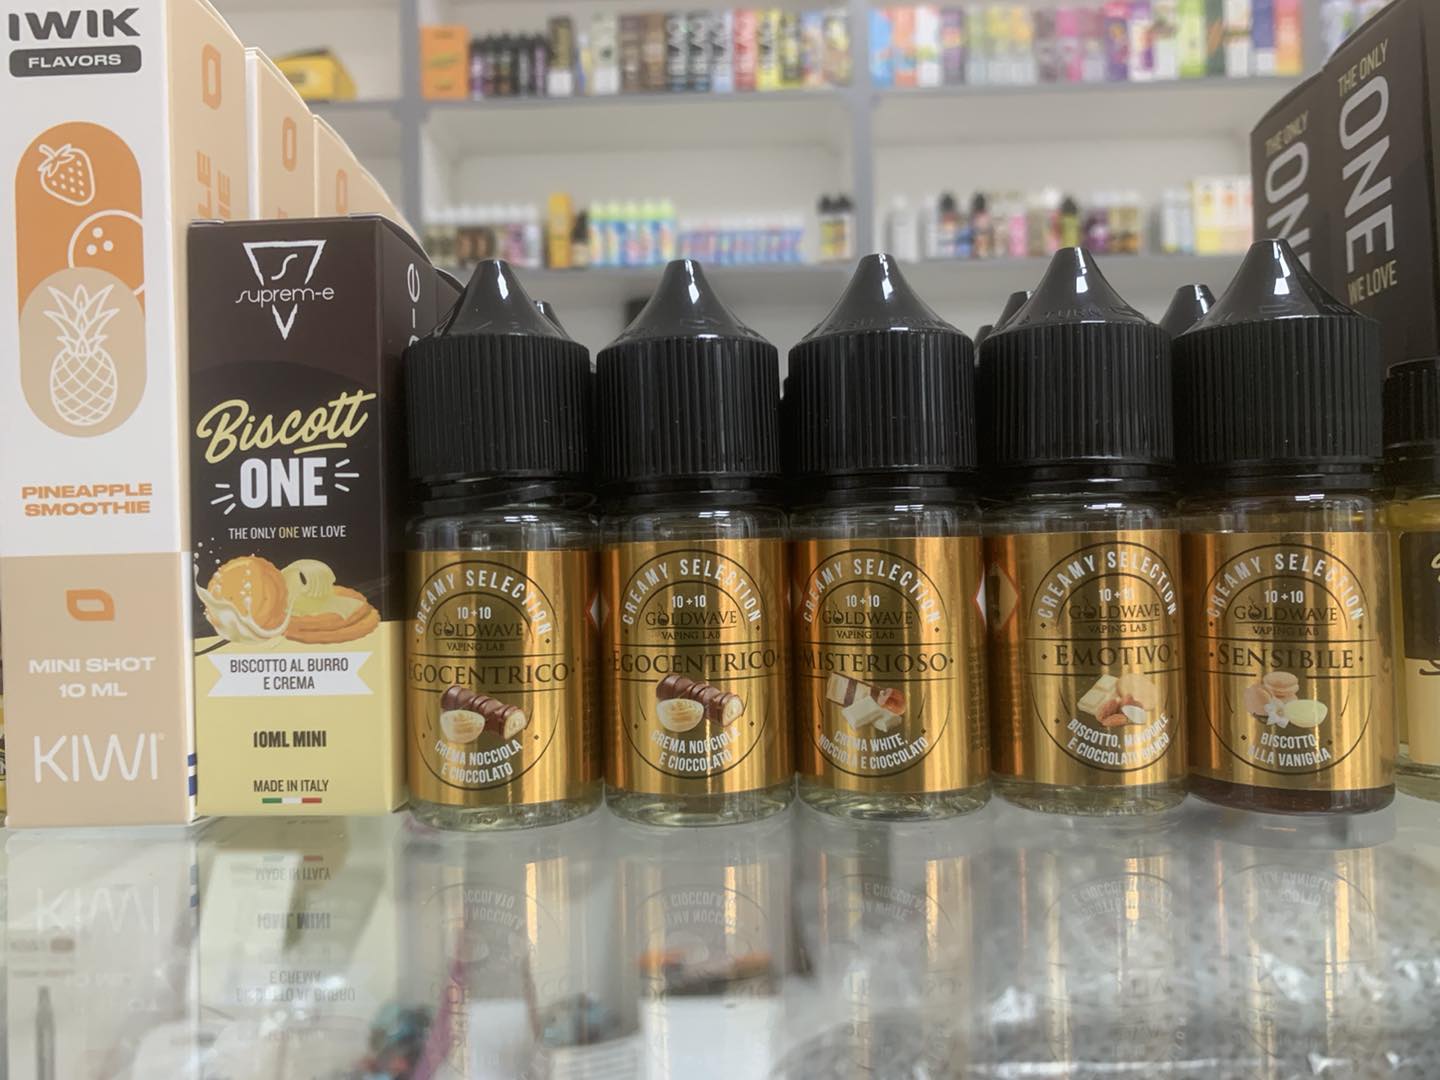 IWIK
FLAVORS
PINEAPPLE
SMOOTHIE
MINI SHOT
10 ML
KIWI
suprem-e
Biscott
ONE
THE ONLY ONE WE LOVE
BISCOTTO AL BURRO
E CREMA
10ML MINI
MADE IN ITALY
CREAMY SELECTION
10+10
GOLDWAVE
VAPING LAB
EGOCENTRICO
CREMA NOCCIOLA
E CIOCCOLATO
CREAMY SELECTION
10+10
GOLDWAVE
VAPING LAB
EGOCENTRICO
CREMA NOCCIOLA
E CIOCCOLATO
CREAMY SELECTION
10+10
GOLDWAVE
VAPING LAB
MISTERIOSO
CREMA WHITE,
NOCCIOLA E CIOCCOLATO
CREAMY SELECTION
10+10
GOLDWAVE
VAPING LAB
EMOTIVO
BISCOTTO, MANDORLE
E CIOCCOLATO BIANCO
CREAMY SELECTION
10+10
GOLDWAVE
VAPING LAB
SENSIBILE
BISCOTTO
ALLA VANIGLIA
THE ONLY
ONE
THE ONLY
ONE
WE LOVE